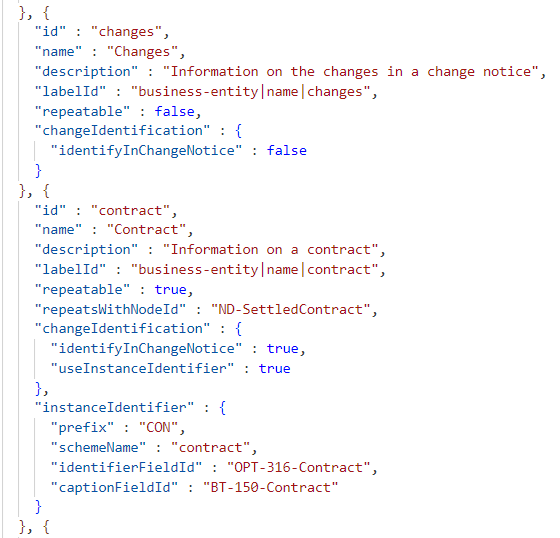 }, {
"id" : "changes",
"name" : "Changes",
"description" : "Information on the changes in a change notice",
"labelId" : "business-entity|name|changes",
"repeatable" : false,
"changeIdentification" : {
"identifyInChangeNotice" : false
}
}, {
"id" : "contract",
"name" : "Contract",
"description" : "Information on a contract",
"labelId" : "business-entity|name|contract",
"repeatable" : true,
"repeatsWithNodeId" : "ND-SettledContract",
"changeIdentification" : {
"identifyInChangeNotice" : true,
"useInstanceIdentifier" : true
},
"instanceIdentifier" : {
"prefix" : "CON",
"schemeName" : "contract",
"identifierFieldId" : "OPT-316-Contract",
"captionFieldId" : "BT-150-Contract"
}
}, {